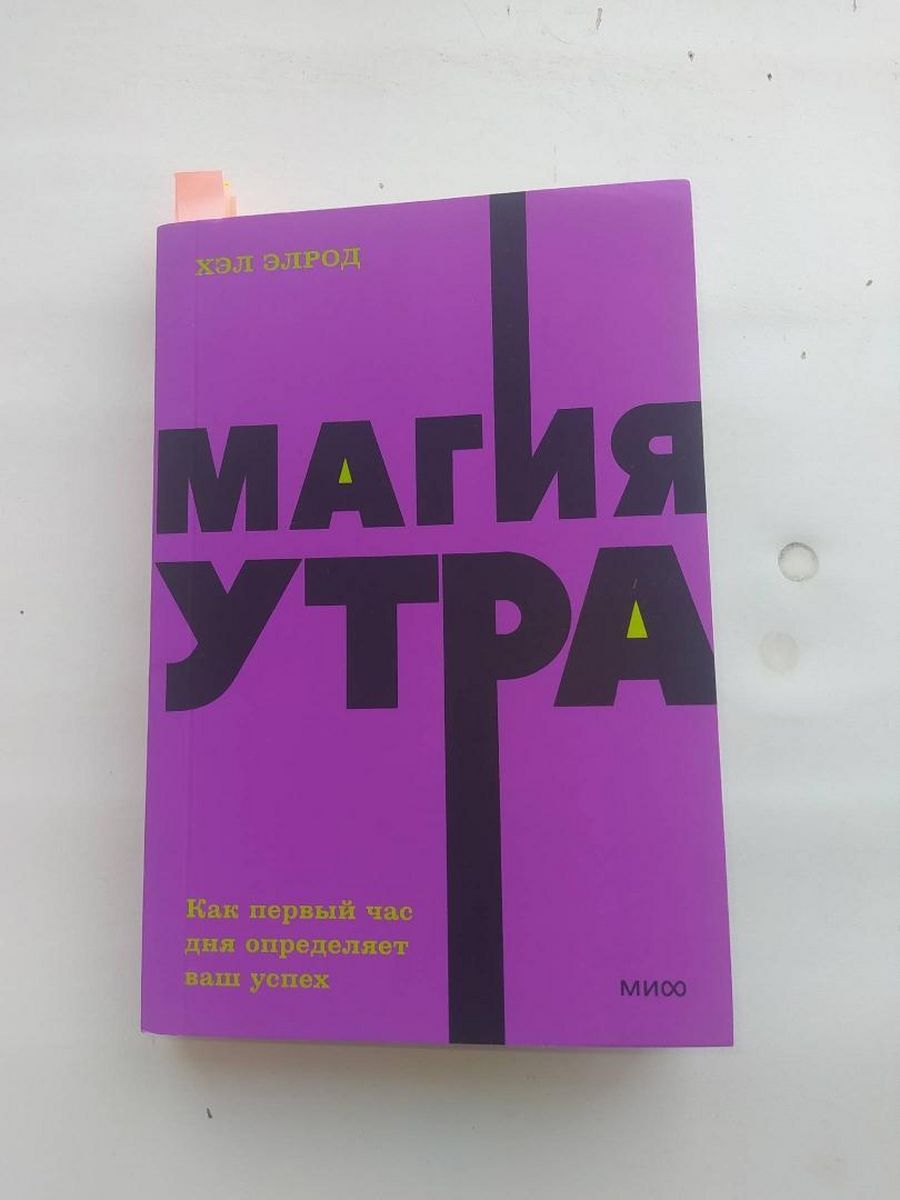 ХЭЛ ЭЛРОД
МАГИЯ
УТРА
Как первый час
дня определяет
ваш успех
МИФ